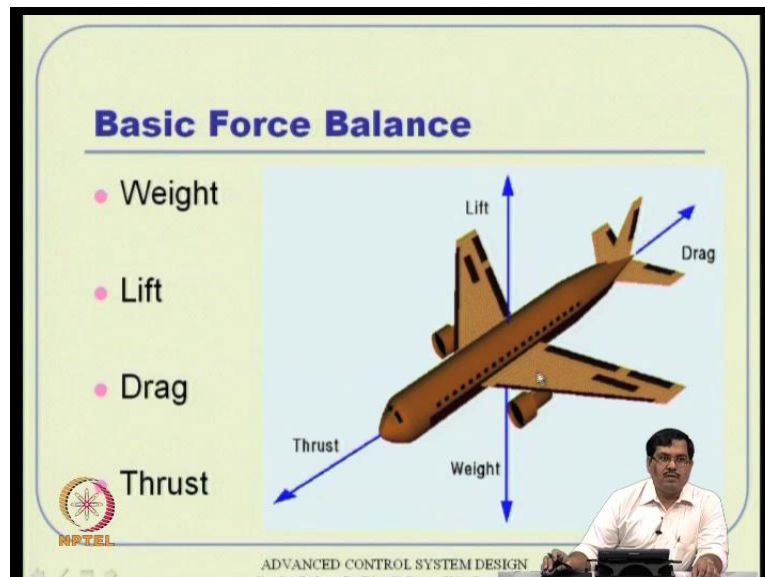 Basic Force Balance
Weight
Lift
Drag
Thrust
Lift
Drag
Thrust
Weight
NPTEL
ADVANCED CONTROL SYSTEM DESIGN